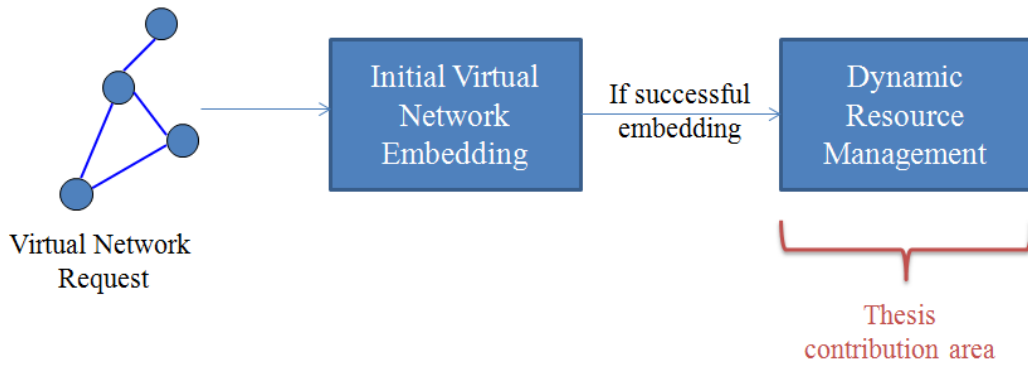 Virtual Network
Request
Initial Virtual
Network
Embedding
If successful
embedding
Dynamic
Resource
Management
Thesis
contribution area